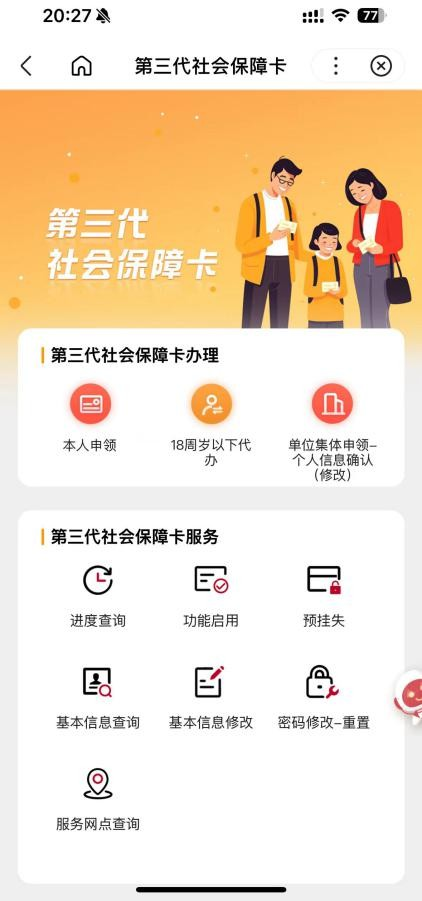 20:27
77
第三代社会保障卡
第三代
社会保障卡
第三代社会保障卡办理
本人申领
18周岁以下代
办
单位集体申领-
个人信息确认
（修改）
第三代社会保障卡服务
进度查询
功能启用
预挂失
基本信息查询
基本信息修改
密码修改-重置
服务网点查询